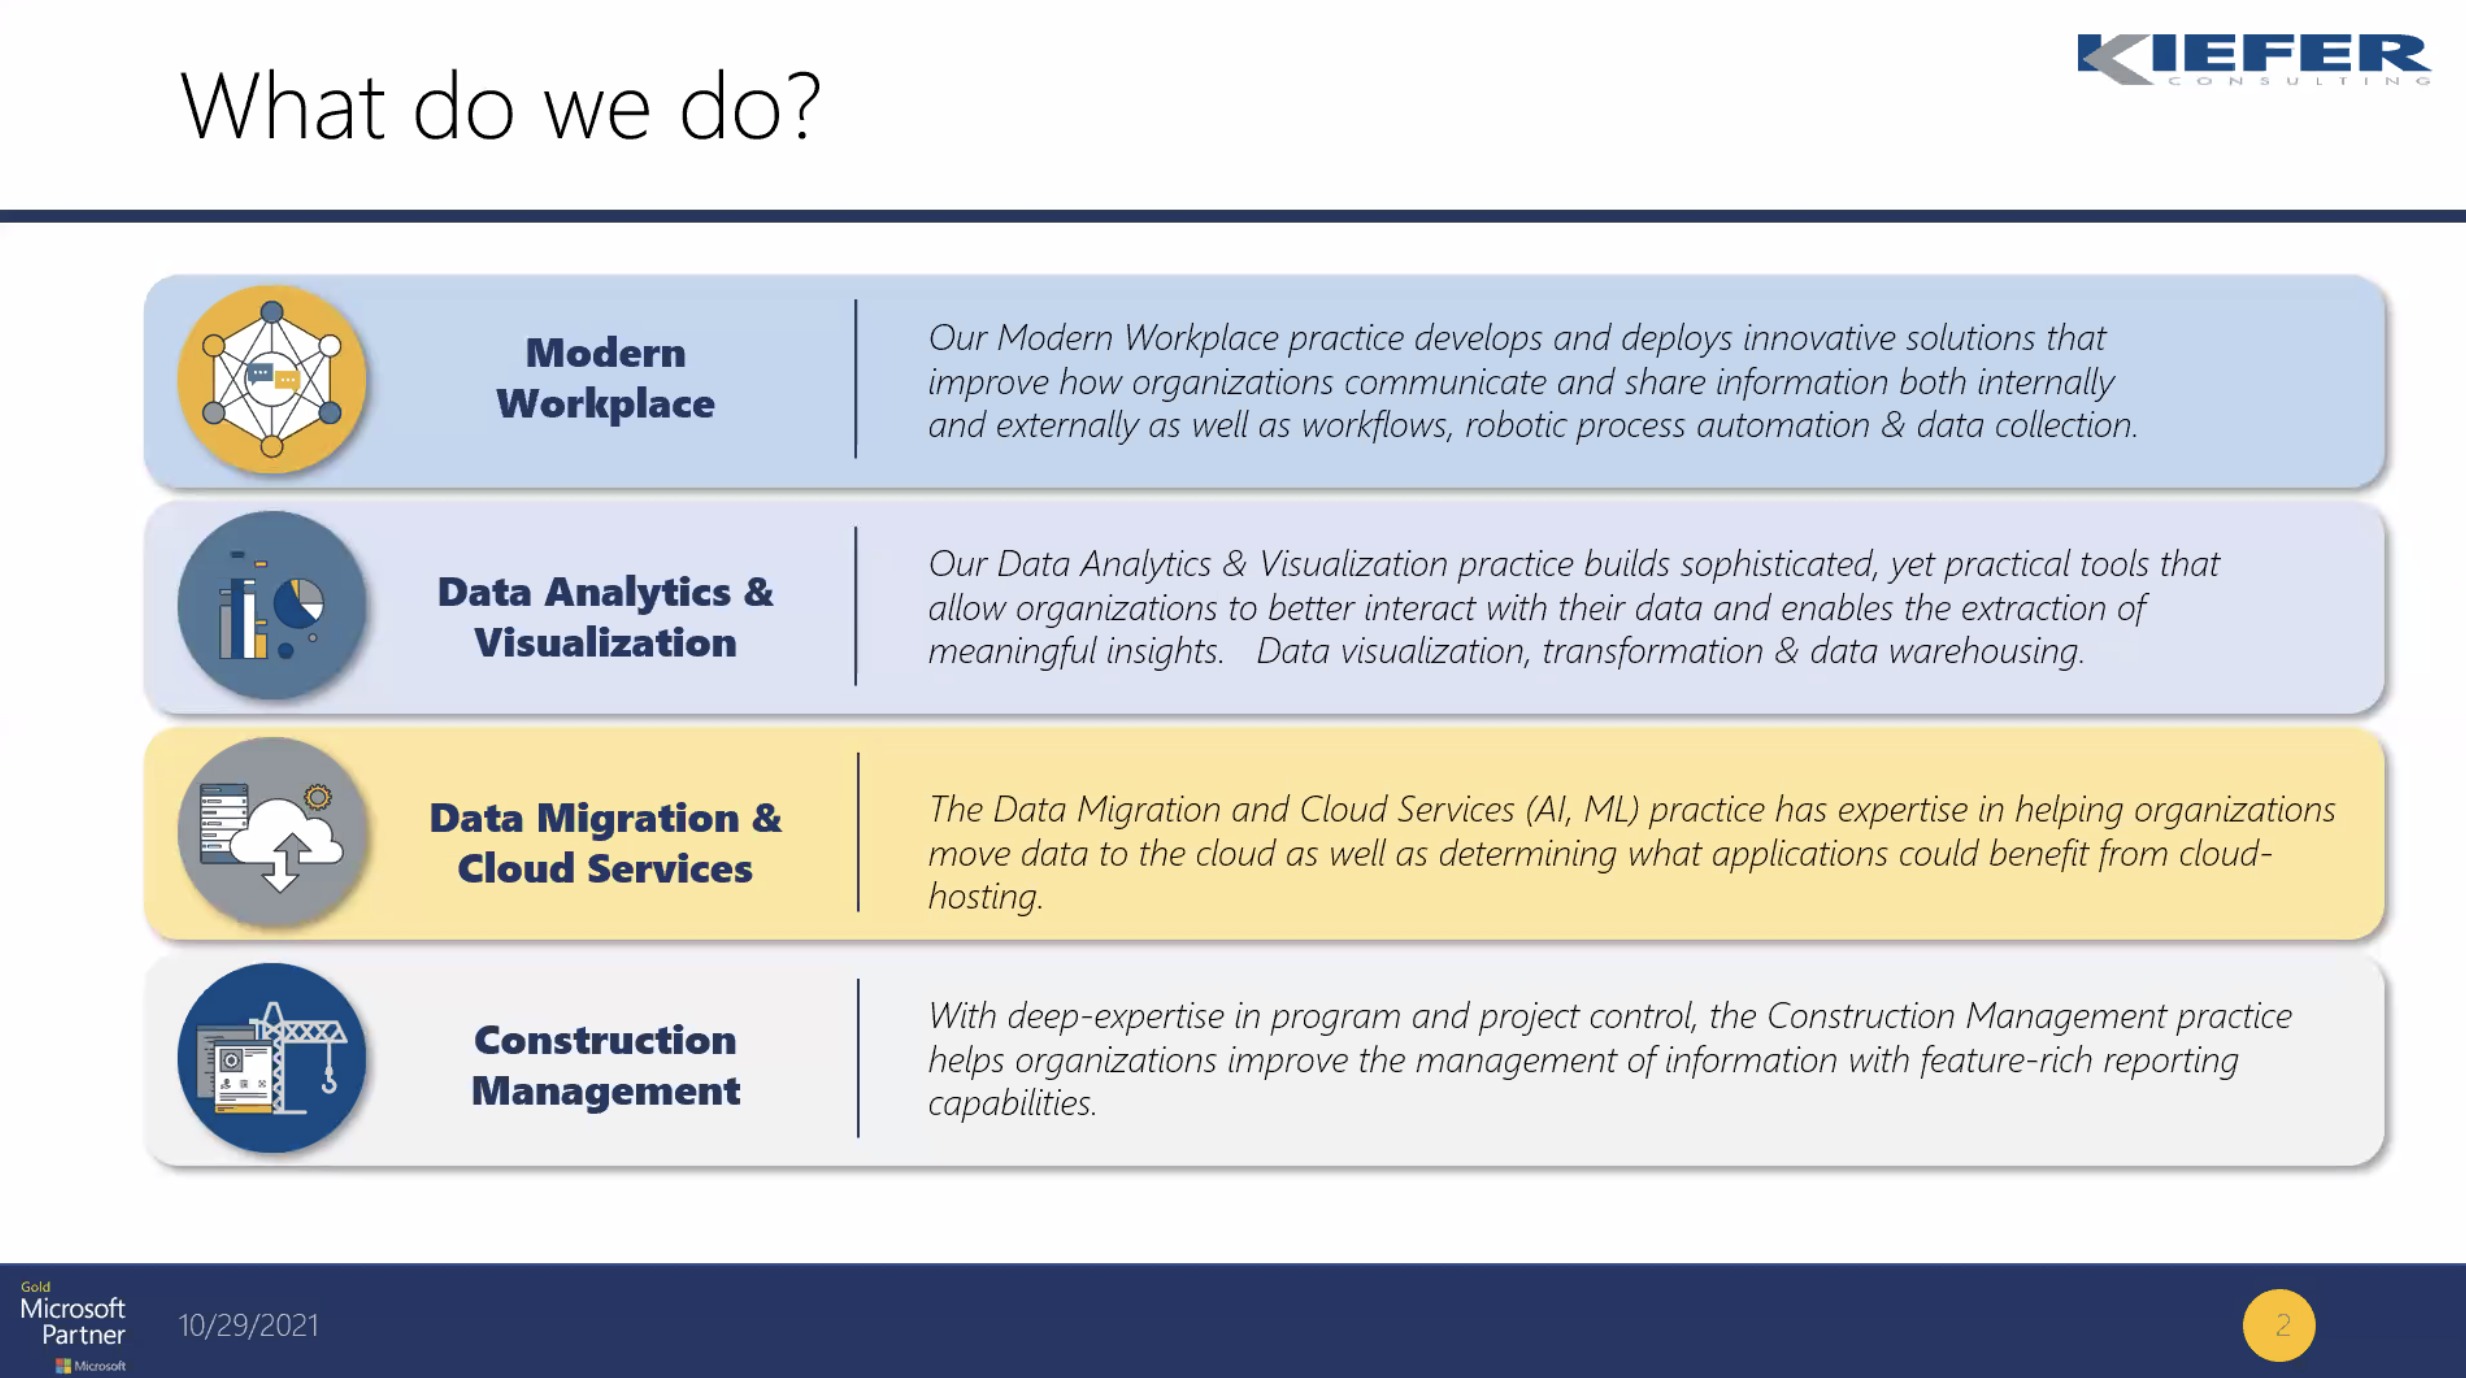 What do we do?
KIEFER
CONSULTING
Modern
Workplace
Our Modern Workplace practice develops and deploys innovative solutions that
improve how organizations communicate and share information both internally
and externally as well as workflows, robotic process automation & data collection.
Data Analytics &
Visualization
Our Data Analytics & Visualization practice builds sophisticated, yet practical tools that
allow organizations to better interact with their data and enables the extraction of
meaningful insights.   Data visualization, transformation & data warehousing.
Data Migration &
Cloud Services
The Data Migration and Cloud Services (AI, ML) practice has expertise in helping organizations
move data to the cloud as well as determining what applications could benefit from cloud-
hosting.
Construction
Management
With deep-expertise in program and project control, the Construction Management practice
helps organizations improve the management of information with feature-rich reporting
capabilities.
Gold
Microsoft
Partner
Microsoft
10/29/2021
2